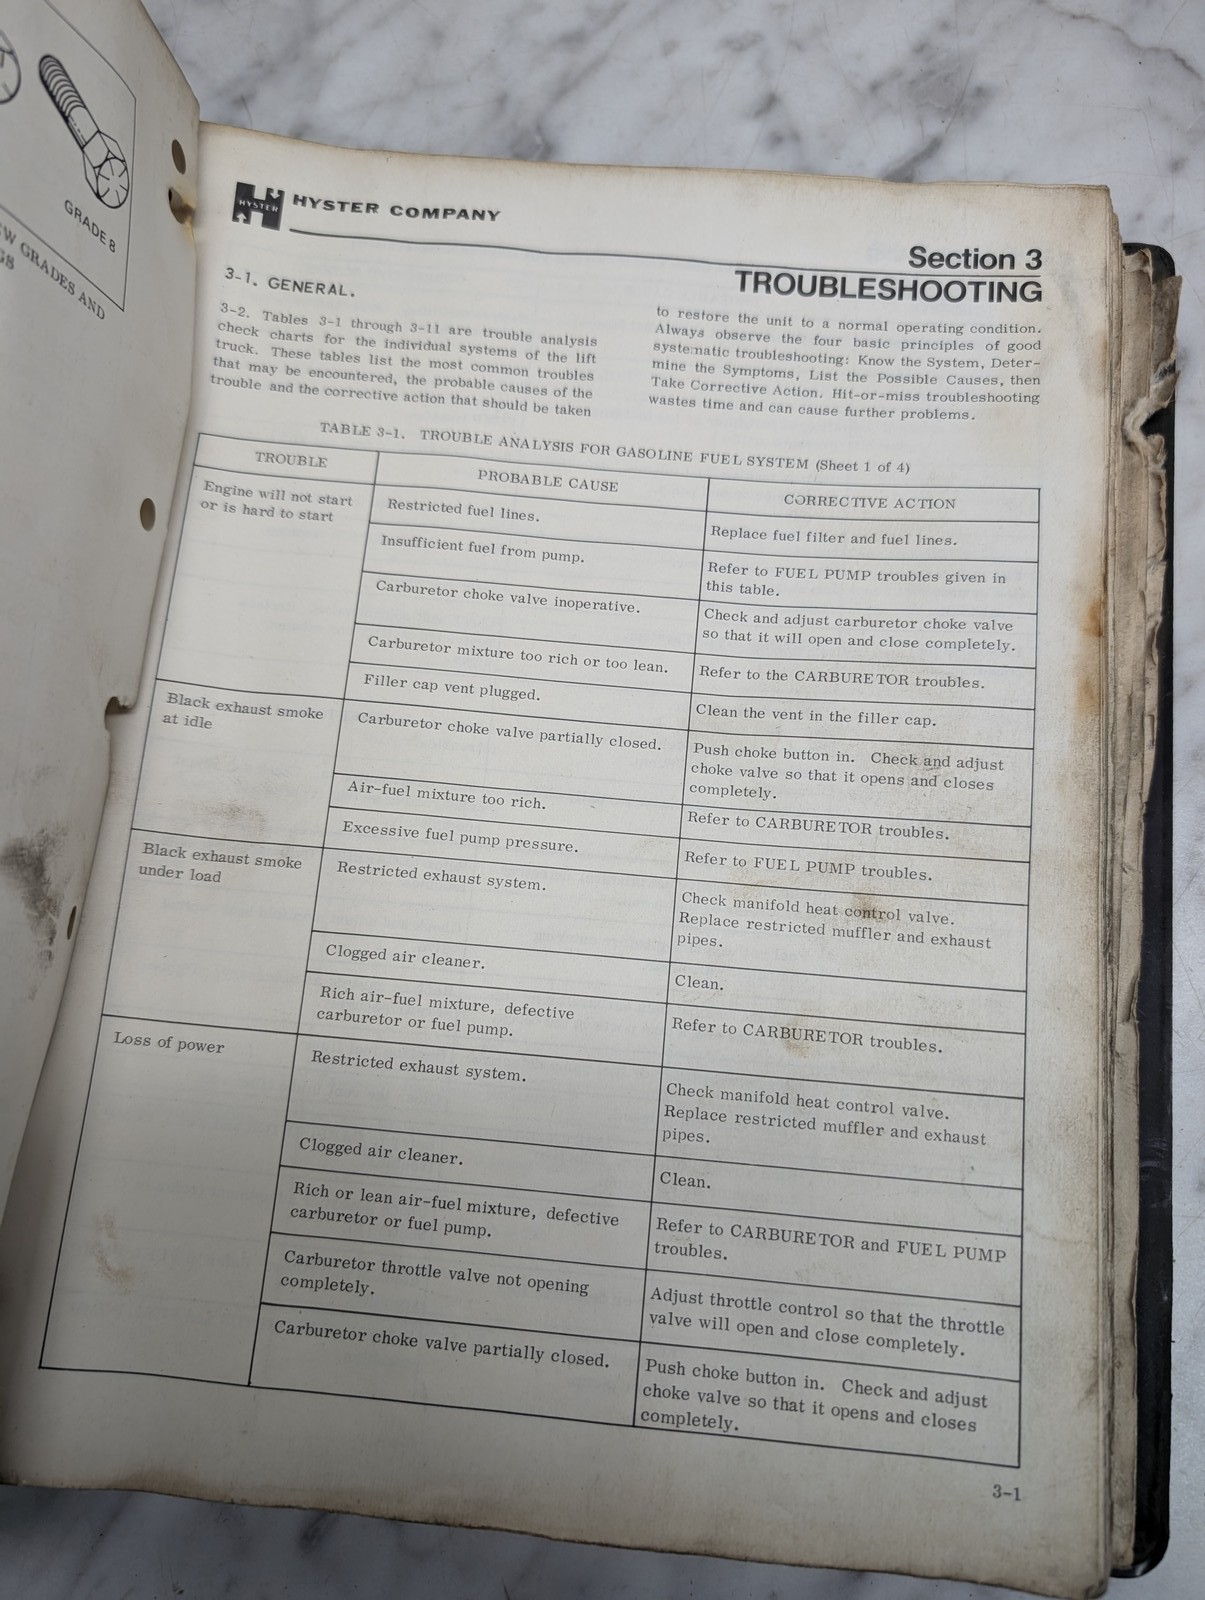 GRADE 8
W GRADES AND
GS
HYSTER
HYSTER COMPANY
Section 3
TROUBLESHOOTING
3-1. GENERAL.
3-2. Tables 3-1 through 3-11 are trouble analysis
check charts for the individual systems of the lift
truck. These tables list the most common troubles
that may be encountered, the probable causes of the
trouble and the corrective action that should be taken
to restore the unit to a normal operating condition.
Always observe the four basic principles of good
systematic troubleshooting: Know the System, Deter-
mine the Symptoms, List the Possible Causes, then
Take Corrective Action. Hit-or-miss troubleshooting
wastes time and can cause further problems.
TABLE 3-1. TROUBLE ANALYSIS FOR GASOLINE FUEL SYSTEM (Sheet 1 of 4)
TROUBLE
PROBABLE CAUSE
CORRECTIVE ACTION
Engine will not start
or is hard to start
Restricted fuel lines.
Replace fuel filter and fuel lines.
Insufficient fuel from pump.
Refer to FUEL PUMP troubles given in
this table.
Carburetor choke valve inoperative.
Check and adjust carburetor choke valve
so that it will open and close completely.
Carburetor mixture too rich or too lean.
Refer to the CARBURETOR troubles.
Filler cap vent plugged.
Clean the vent in the filler cap.
Black exhaust smoke
at idle
Carburetor choke valve partially closed.
Push choke button in. Check and adjust
choke valve so that it opens and closes
completely.
Air-fuel mixture too rich.
Refer to CARBURETOR troubles.
Excessive fuel pump pressure.
Refer to FUEL PUMP troubles.
Black exhaust smoke
under load
Restricted exhaust system.
Check manifold heat control valve.
Replace restricted muffler and exhaust
pipes.
Clogged air cleaner.
Clean.
Rich air-fuel mixture, defective
carburetor or fuel pump.
Refer to CARBURETOR troubles.
Loss of power
Restricted exhaust system.
Check manifold heat control valve.
Replace restricted muffler and exhaust
pipes.
Clogged air cleaner.
Clean.
Rich or lean air-fuel mixture, defective
carburetor or fuel pump.
Refer to CARBURETOR and FUEL PUMP
troubles.
Carburetor throttle valve not opening
completely.
Adjust throttle control so that the throttle
valve will open and close completely.
Carburetor choke valve partially closed.
Push choke button in. Check and adjust
choke valve so that it opens and closes
completely.
3-1